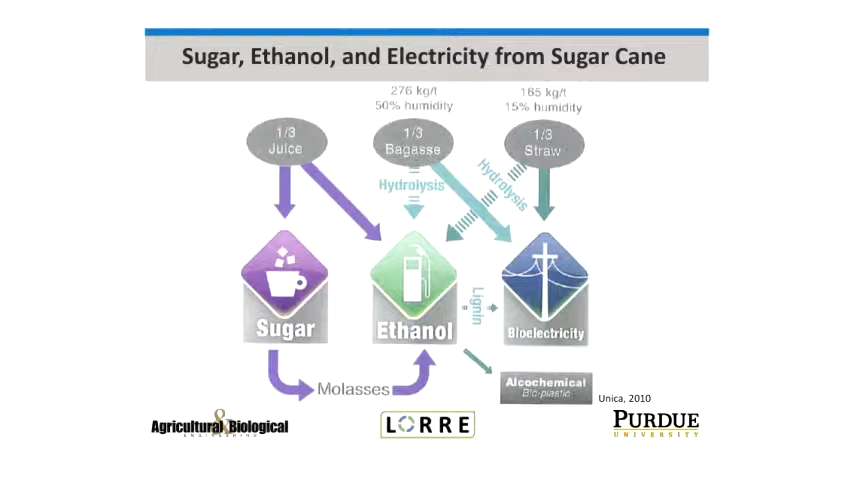 Sugar, Ethanol, and Electricity from Sugar Cane
276 kg/t
50% humidity
165 kg/t
15% humidity
1/3
Juice
1/3
Bagasse
1/3
Straw
Hydrolysis
Hydrolysis
Sugar
Ethanol
Lignin
Bioelectricity
Molasses
Alcochemical
Bio-plastic
Unica, 2010
Agricultural & Biological
ENGINEERING
LORRE
PURDUE
UNIVERSITY